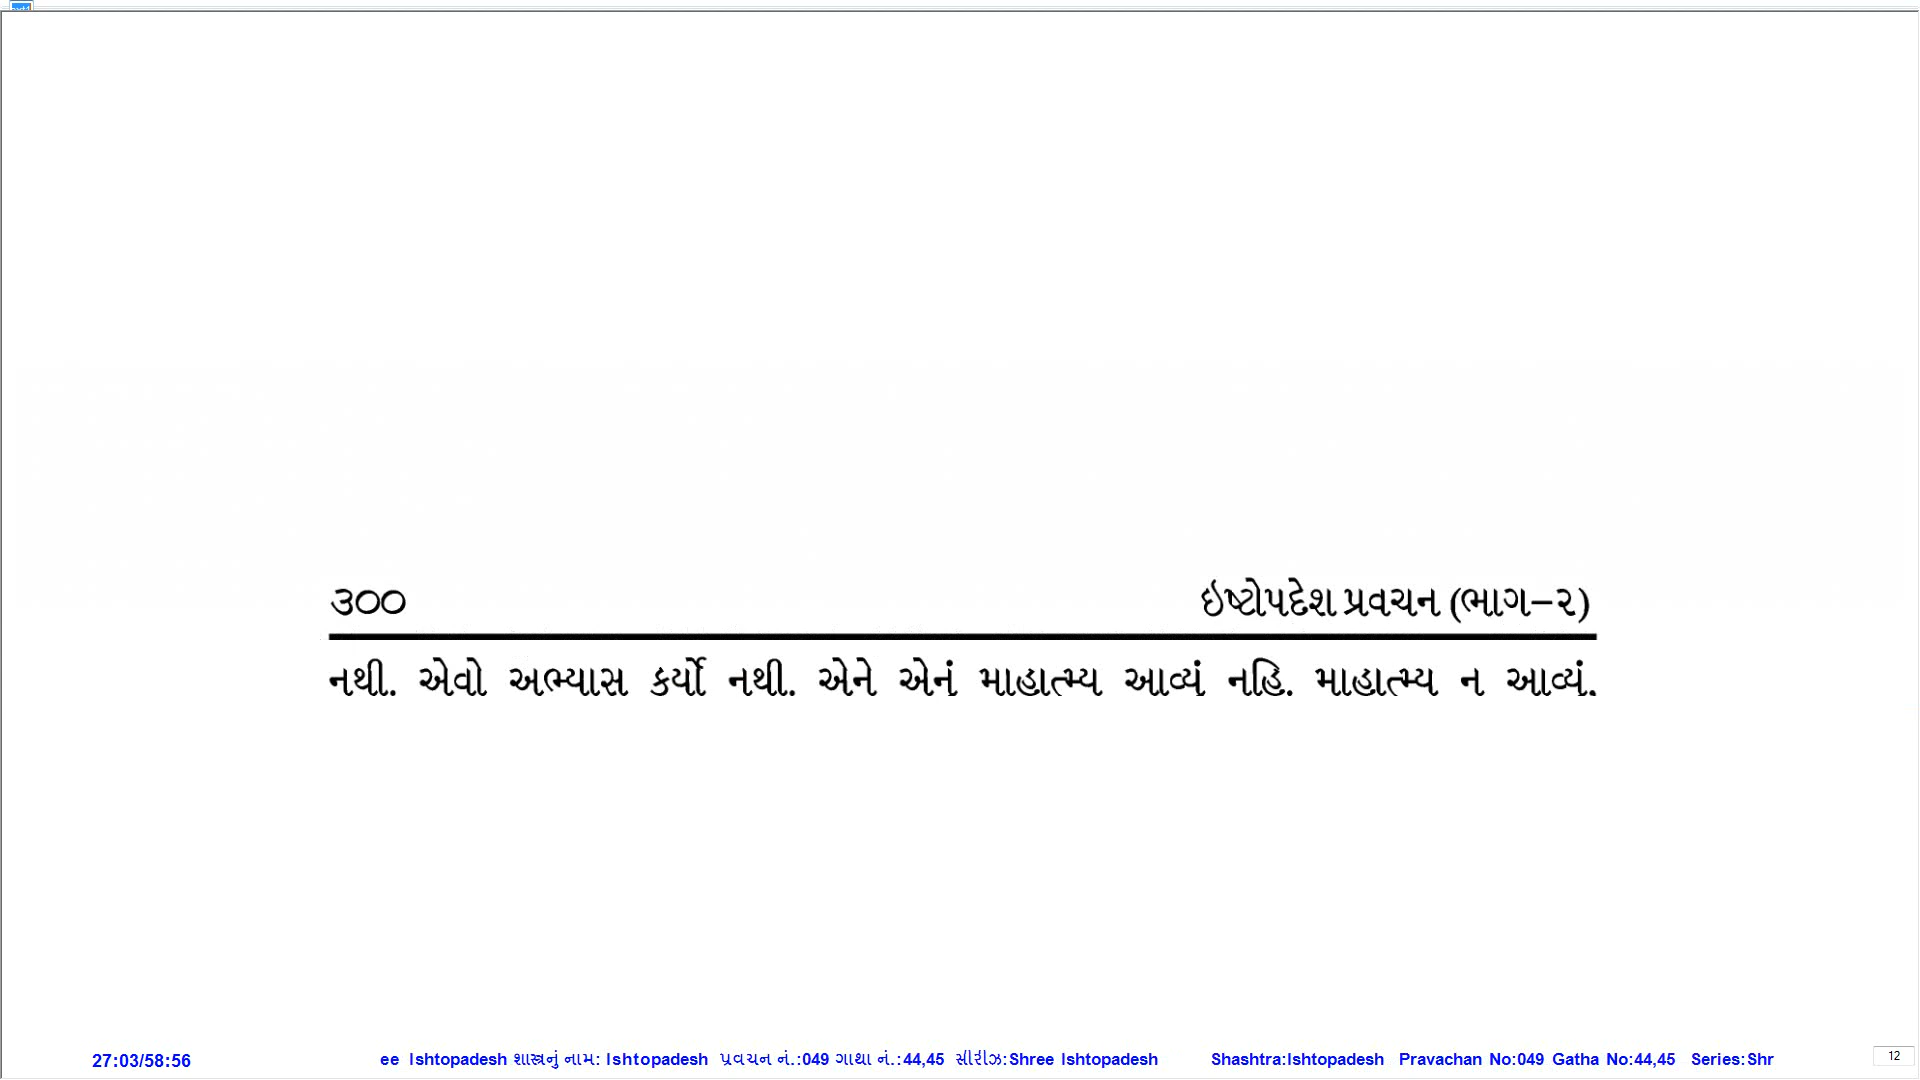 ૩૦૦
ઇષ્ટોપદેશ પ્રવચન (ભાગ–૨)
નથી. એવો અભ્યાસ કર્યો નથી. એને એનું માહાત્મ્ય આવ્યું નહિ. માહાત્મ્ય ન આવ્યું,
27:03/58:56
ee Ishtopadesh શાસ્ત્રનું નામ: Ishtopadesh પ્રવચન નં.:049 ગાથા નં.:44,45 સીરીઝ:Shree Ishtopadesh Shashtra:Ishtopadesh Pravachan No:049 Gatha No:44,45 Series:Shr
12